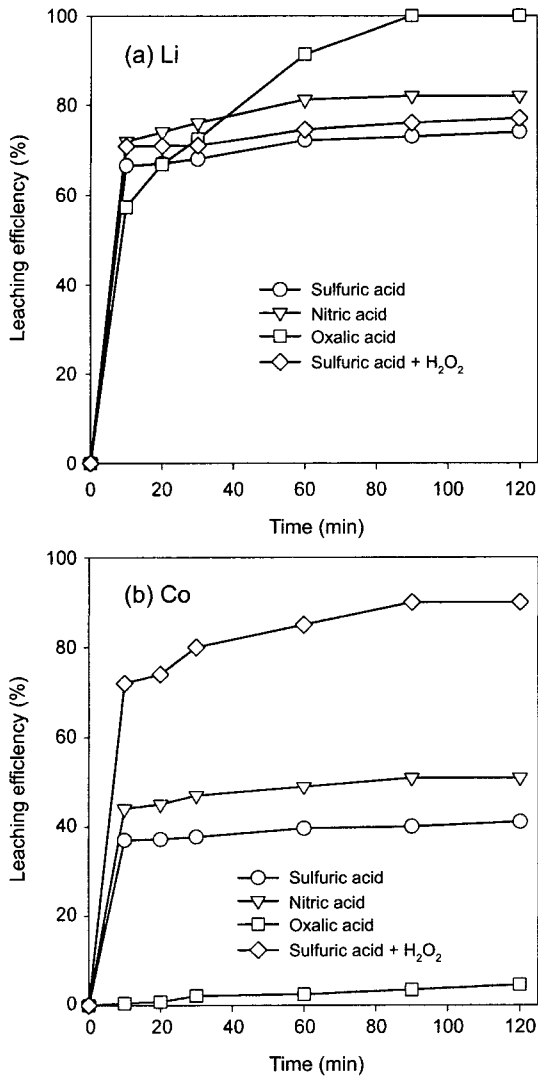 (a) Li
Leaching efficiency (%)
100
80
60
40
20
0
Sulfuric acid
Nitric acid
Oxalic acid
Sulfuric acid + H₂O₂
0 20 40 60 80 100 120
Time (min)
(b) Co
Leaching efficiency (%)
100
80
60
40
20
0
Sulfuric acid
Nitric acid
Oxalic acid
Sulfuric acid + H₂O₂
0 20 40 60 80 100 120
Time (min)